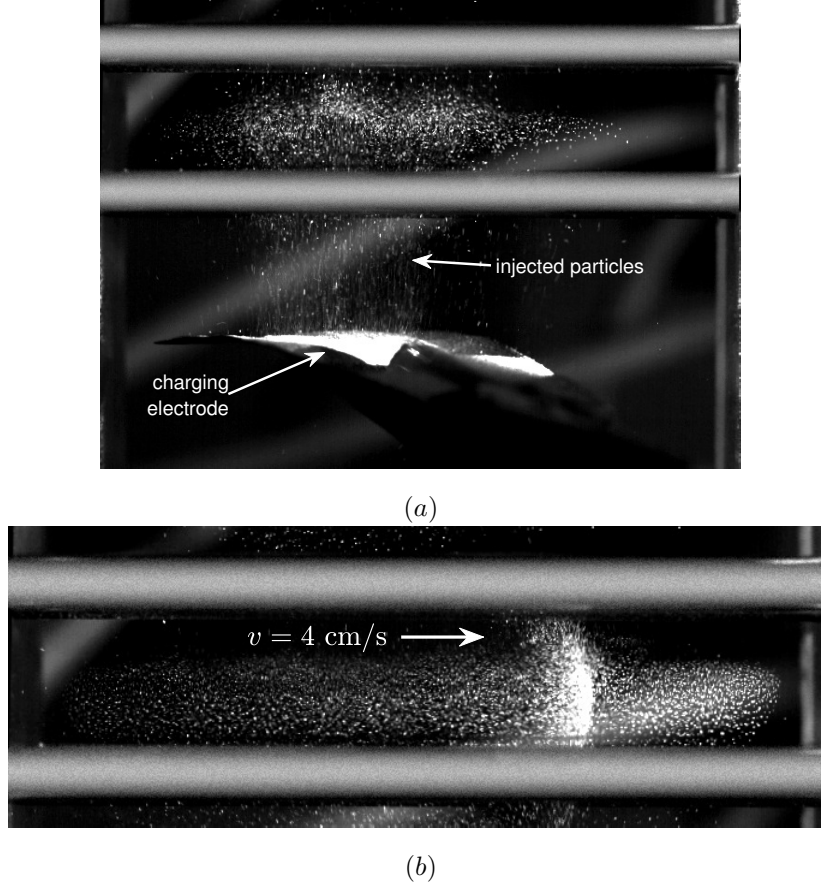 injected particles
charging
electrode
(a)
v = 4 cm/s
(b)